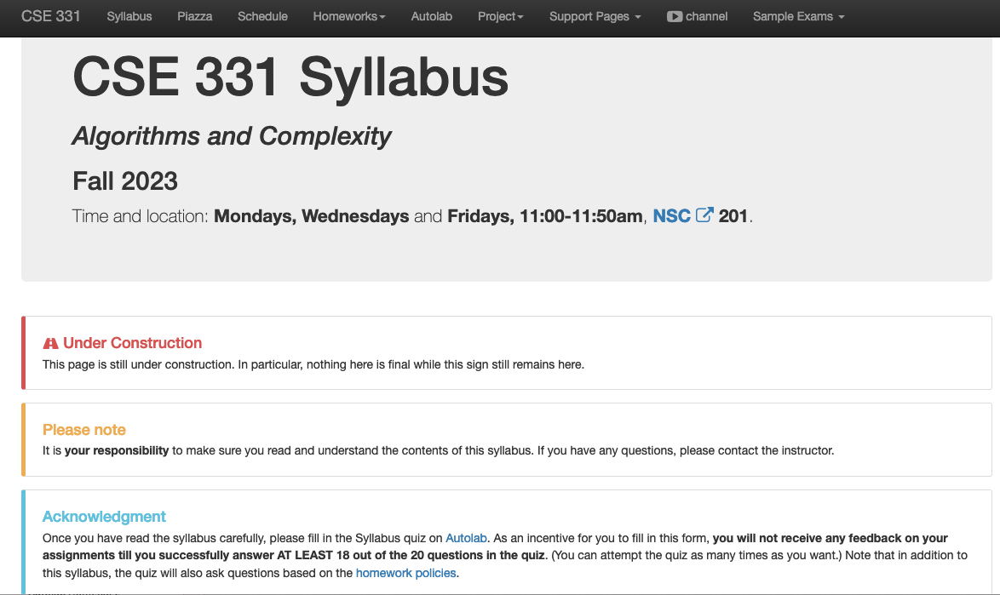 CSE 331 Syllabus Piazza Schedule Homeworks Autolab Project Support Pages channel Sample Exams
CSE 331 Syllabus
Algorithms and Complexity
Fall 2023
Time and location: Mondays, Wednesdays and Fridays, 11:00-11:50am, NSC 201.
Under Construction
This page is still under construction. In particular, nothing here is final while this sign still remains here.
Please note
It is your responsibility to make sure you read and understand the contents of this syllabus. If you have any questions, please contact the instructor.
Acknowledgment
Once you have read the syllabus carefully, please fill in the Syllabus quiz on Autolab. As an incentive for you to fill in this form, you will not receive any feedback on your
assignments till you successfully answer AT LEAST 18 out of the 20 questions in the quiz. (You can attempt the quiz as many times as you want.) Note that in addition to
this syllabus, the quiz will also ask questions based on the homework policies.